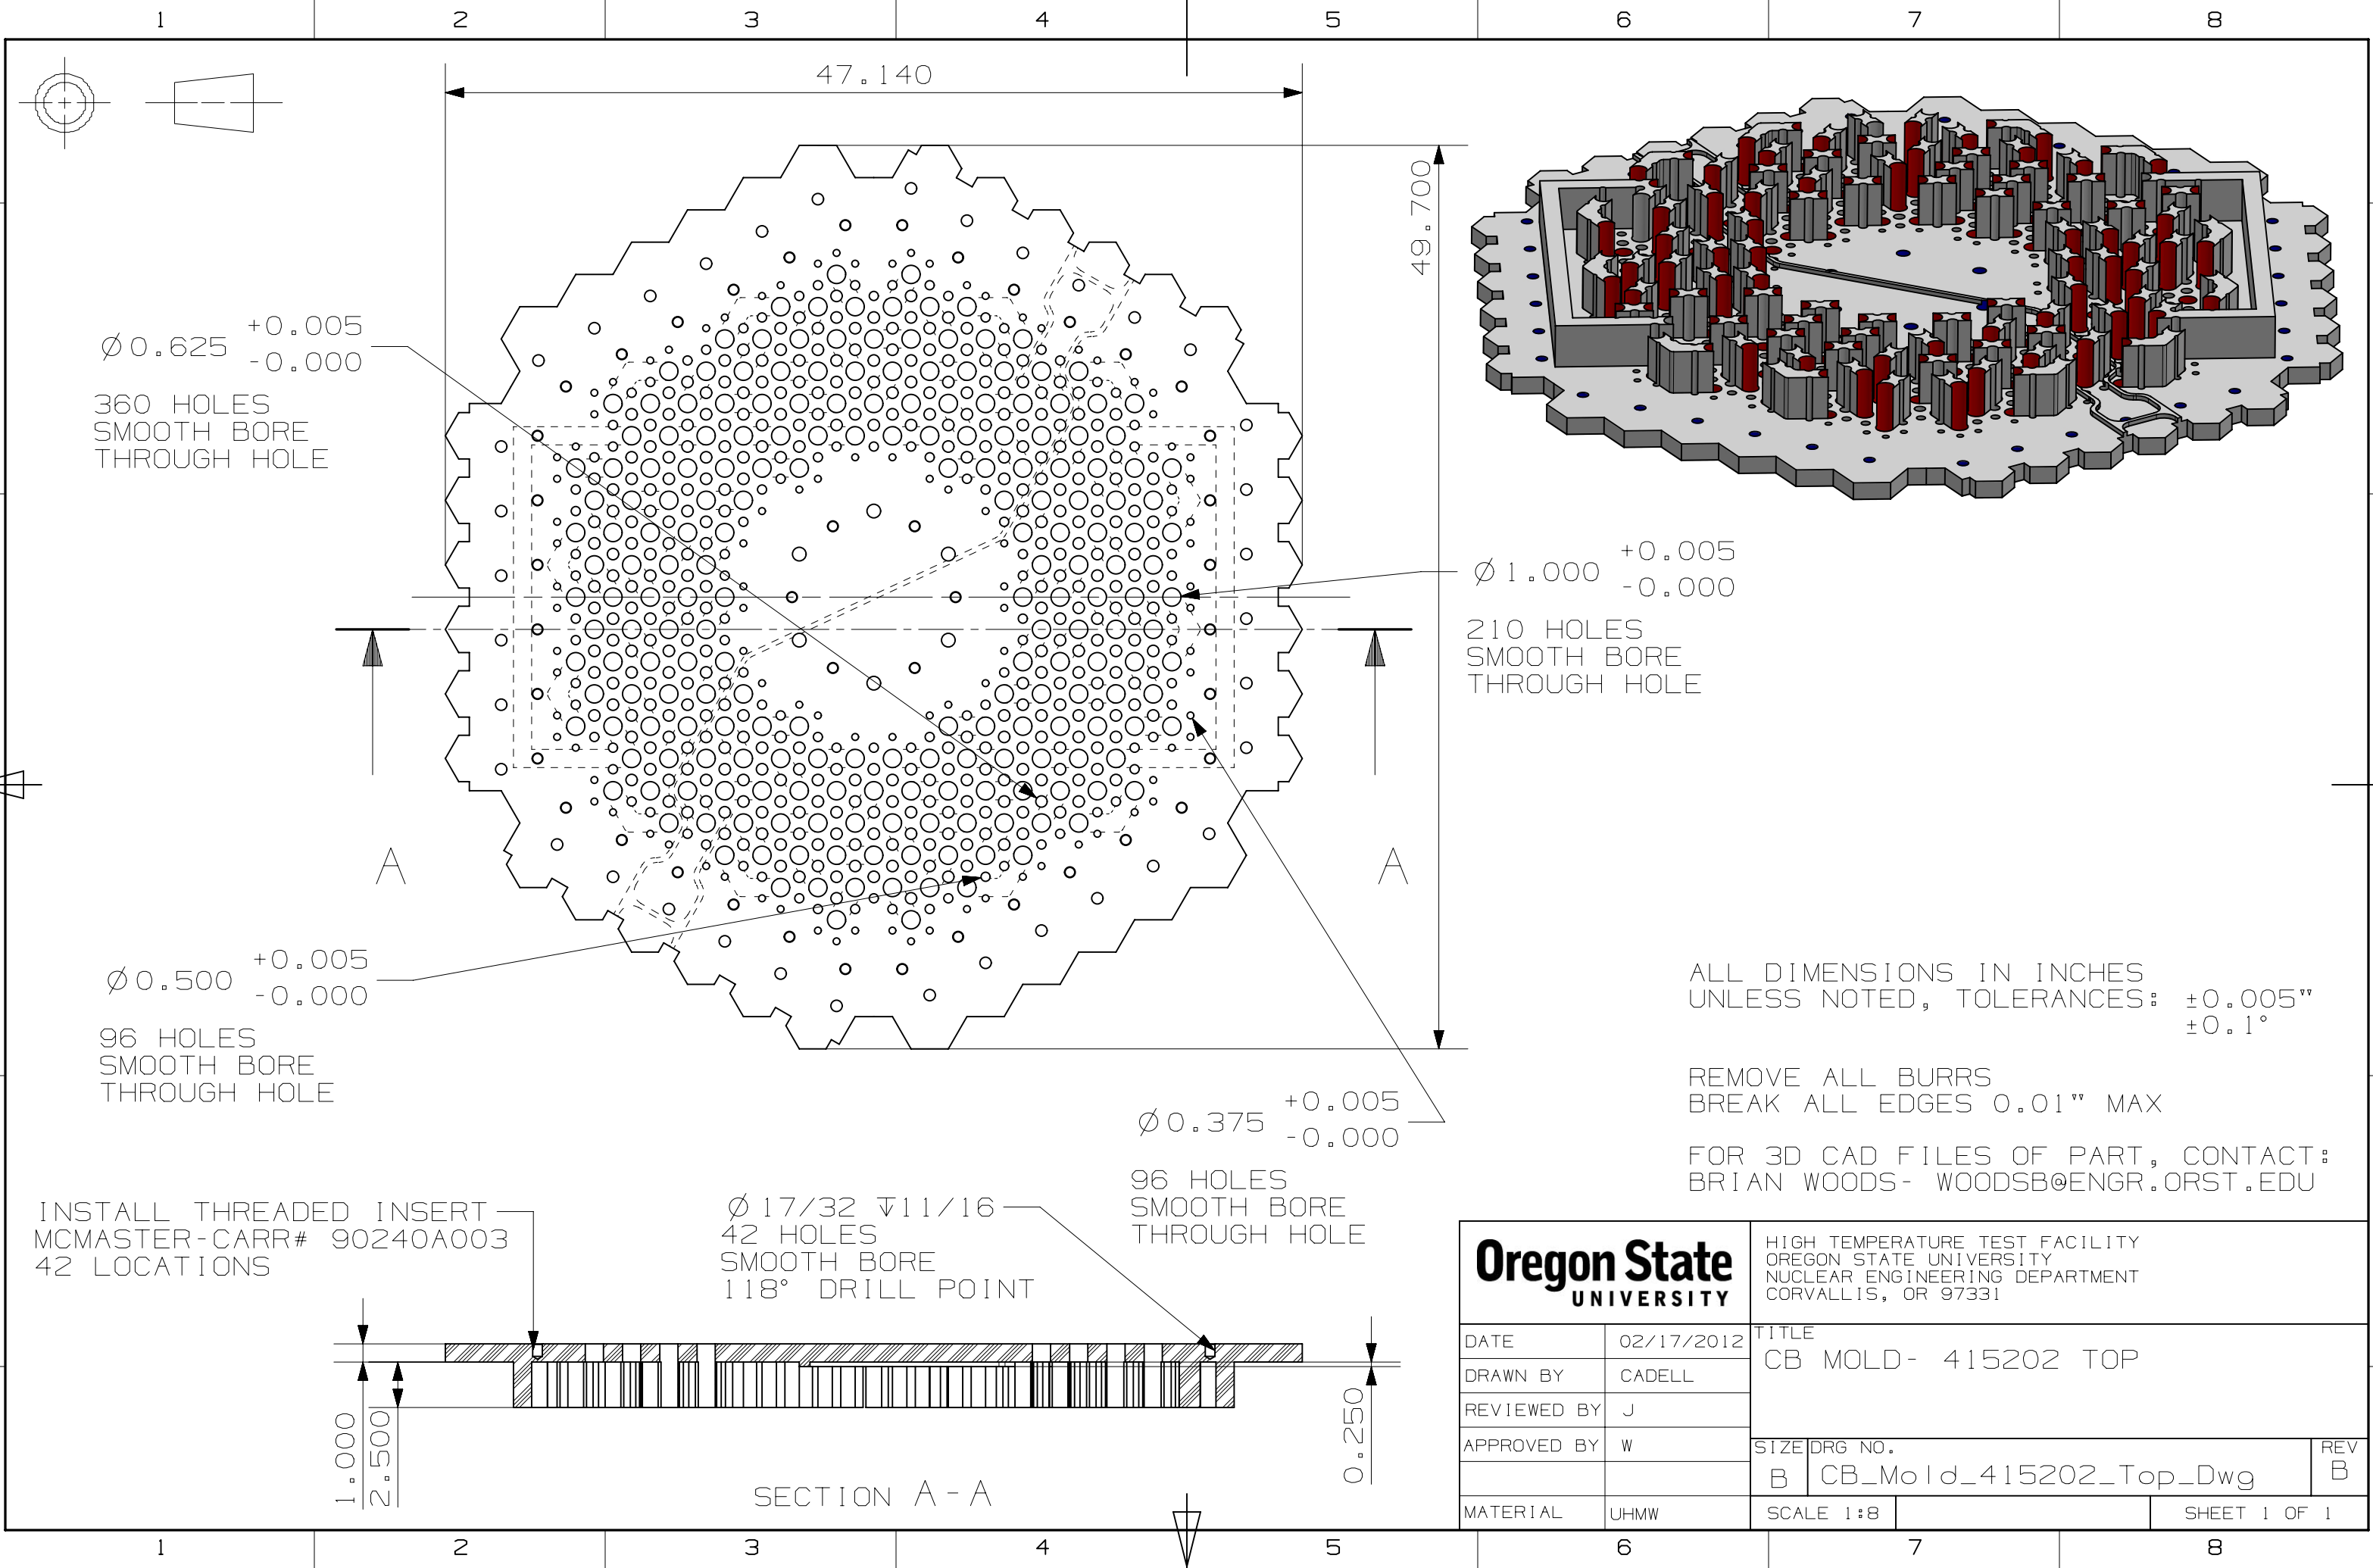 1 2 3 4 5 6 7 8
47.140
49.700
Ø0.625 +0.005
-0.000
360 HOLES
SMOOTH BORE
THROUGH HOLE
Ø1.000 +0.005
-0.000
210 HOLES
SMOOTH BORE
THROUGH HOLE
A A
Ø0.500 +0.005
-0.000
96 HOLES
SMOOTH BORE
THROUGH HOLE
Ø0.375 +0.005
-0.000
96 HOLES
SMOOTH BORE
THROUGH HOLE
ALL DIMENSIONS IN INCHES
UNLESS NOTED, TOLERANCES: ±0.005"
±0.1°
REMOVE ALL BURRS
BREAK ALL EDGES 0.01" MAX
FOR 3D CAD FILES OF PART, CONTACT:
BRIAN WOODS- WOODSB@ENGR.ORST.EDU
INSTALL THREADED INSERT
MCMASTER-CARR# 90240A003
42 LOCATIONS
Ø17/32 ↧11/16
42 HOLES
SMOOTH BORE
118° DRILL POINT
1.000
2.500
0.250
SECTION A-A
Oregon State
UNIVERSITY
HIGH TEMPERATURE TEST FACILITY
OREGON STATE UNIVERSITY
NUCLEAR ENGINEERING DEPARTMENT
CORVALLIS, OR 97331
DATE 02/17/2012
DRAWN BY CADELL
REVIEWED BY J
APPROVED BY W
MATERIAL UHMW
TITLE
CB MOLD- 415202 TOP
SIZE
B
DRG NO.
CB_Mold_415202_Top_Dwg
REV
B
SCALE 1:8
SHEET 1 OF 1
1 2 3 4 5 6 7 8